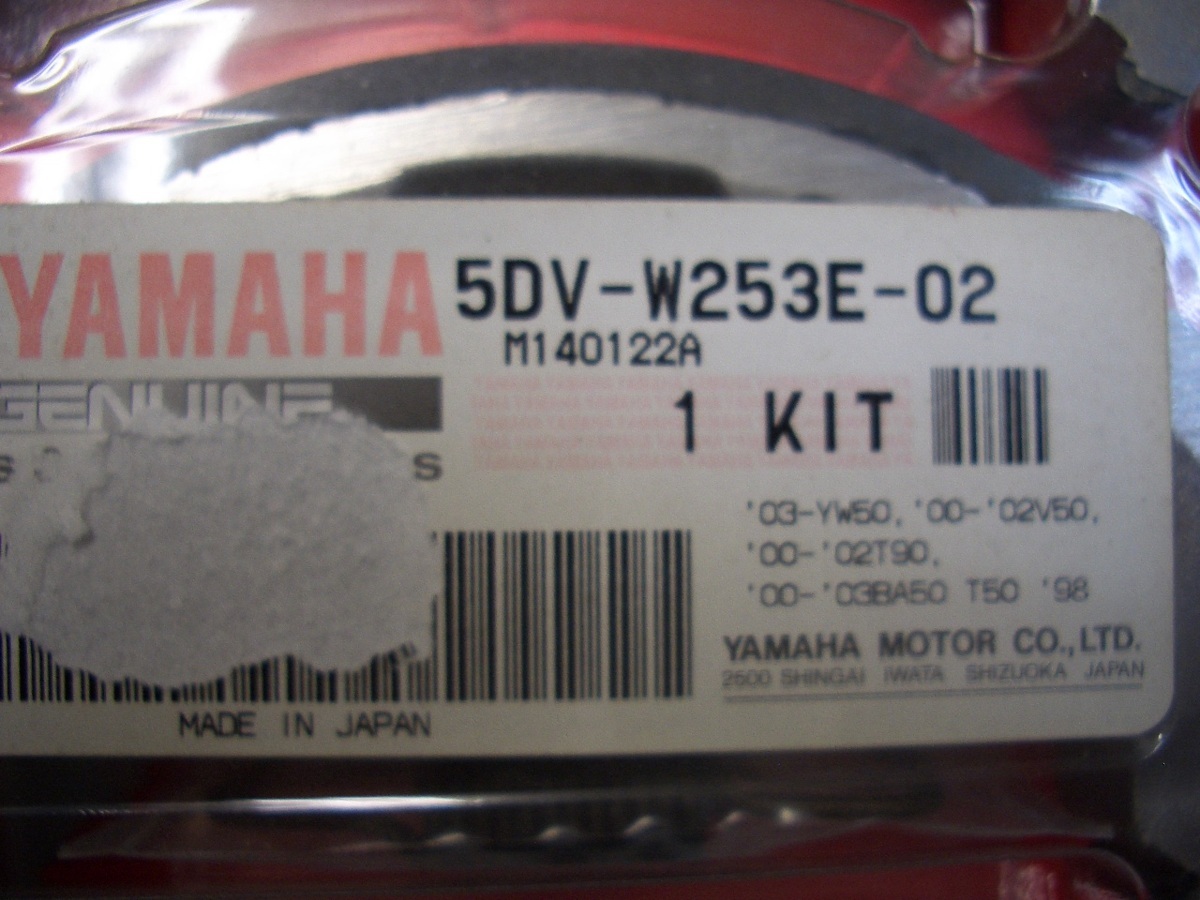 YAMAHA 5DV-W253E-02
M140122A
GENUINE
1 KIT
'03-YW50, '00-'02V50,
'00-'02T90,
'00-'03BA50 T50 '98
YAMAHA MOTOR CO.,LTD.
2500 SHINGAI IWATA SHIZUOKA JAPAN
MADE IN JAPAN